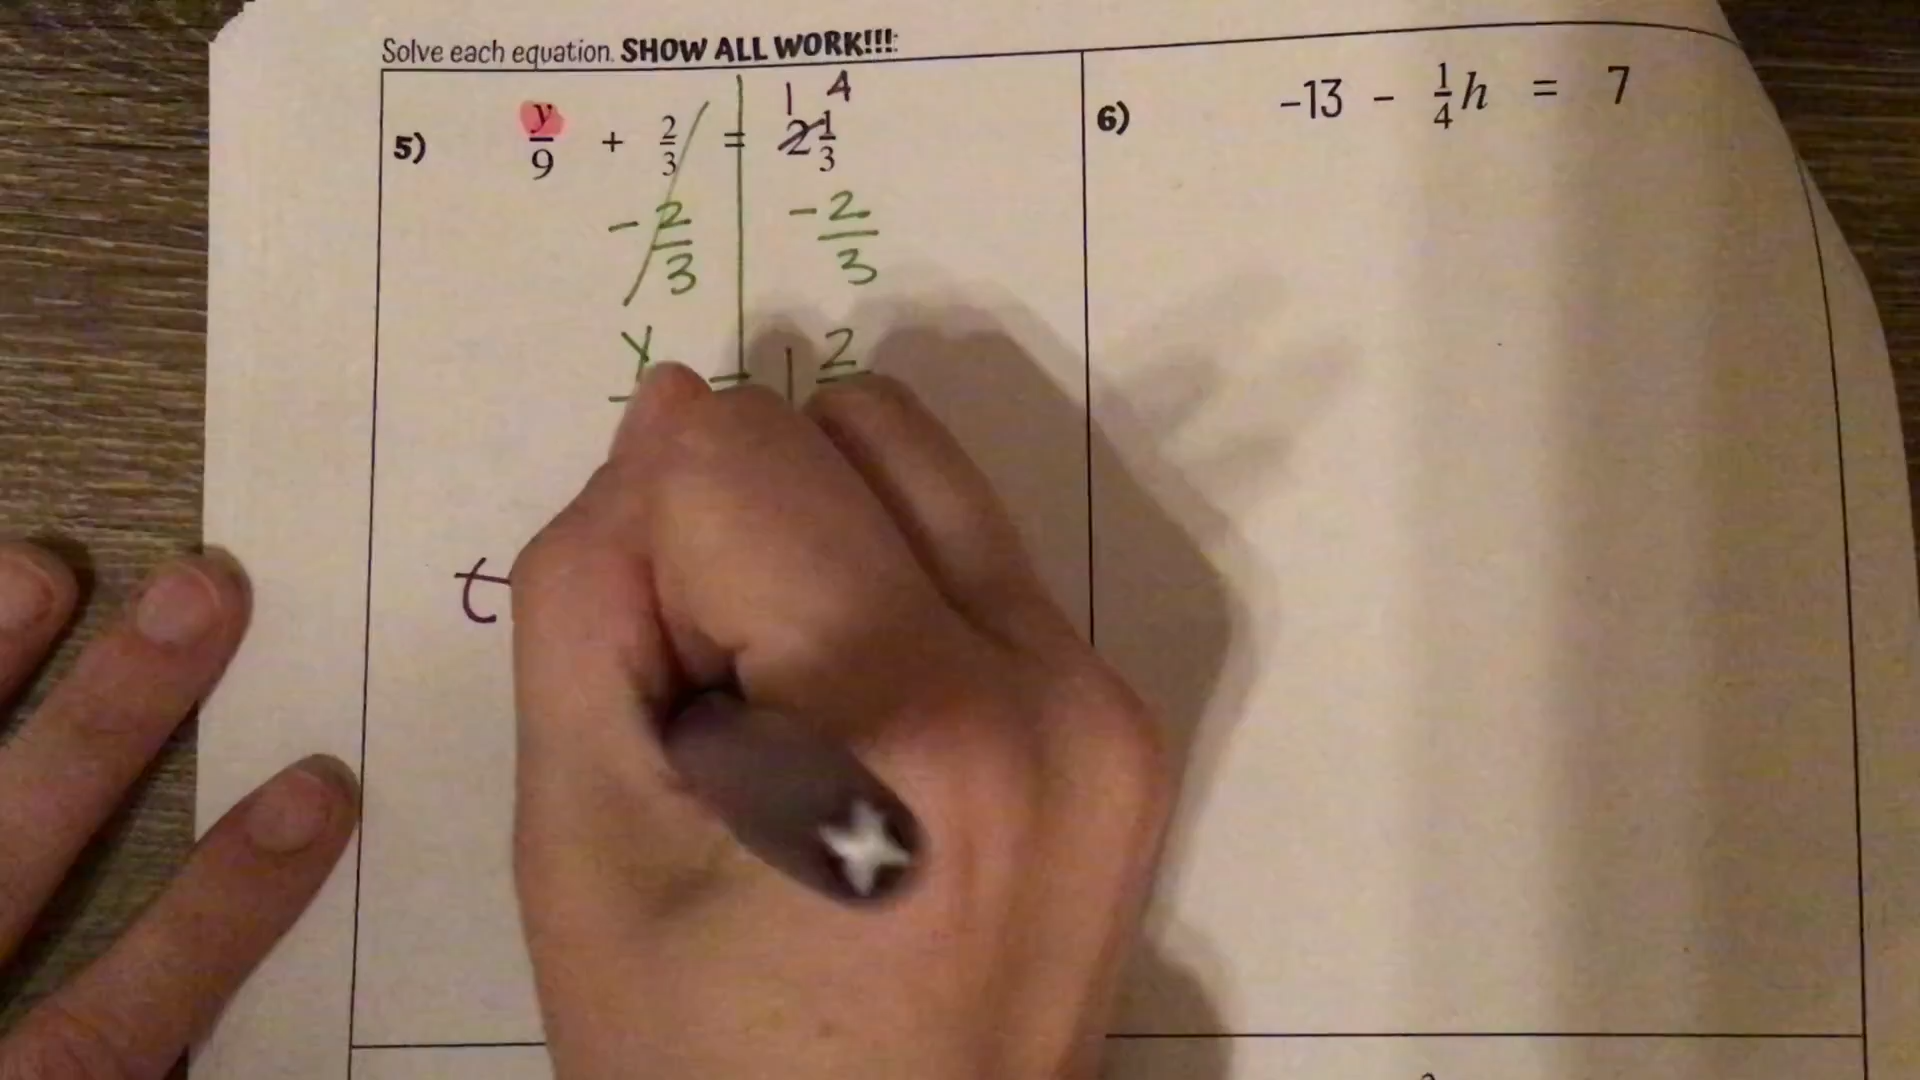 Solve each equation. SHOW ALL WORK!!!:
1 4
5) y/9 + 2/3 = 2 1/3
- 2/3 - 2/3
y = 1 2
t
6) -13 - 1/4 h = 7